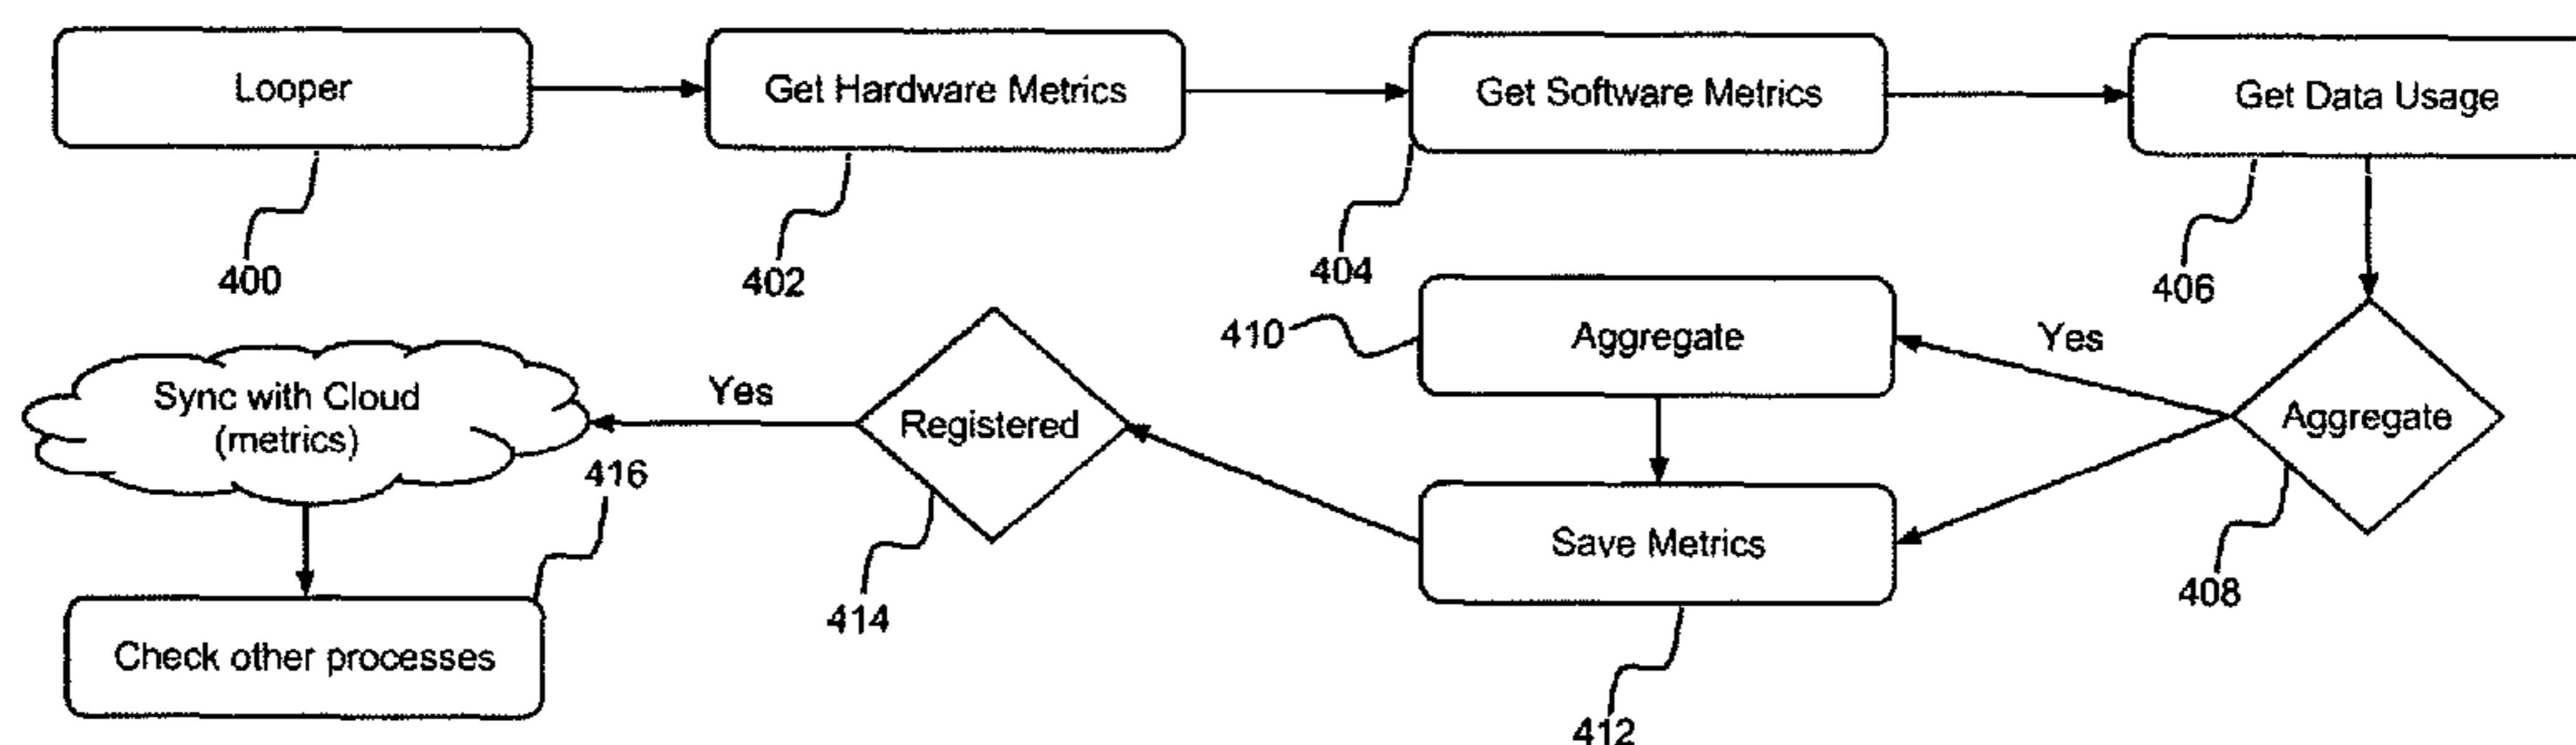 Looper
Get Hardware Metrics
Get Software Metrics
Get Data Usage
400
402
404
406
410
Aggregate
Yes
Aggregate
Sync with Cloud
(metrics)
Yes
Registered
416
Save Metrics
408
414
Check other processes
412